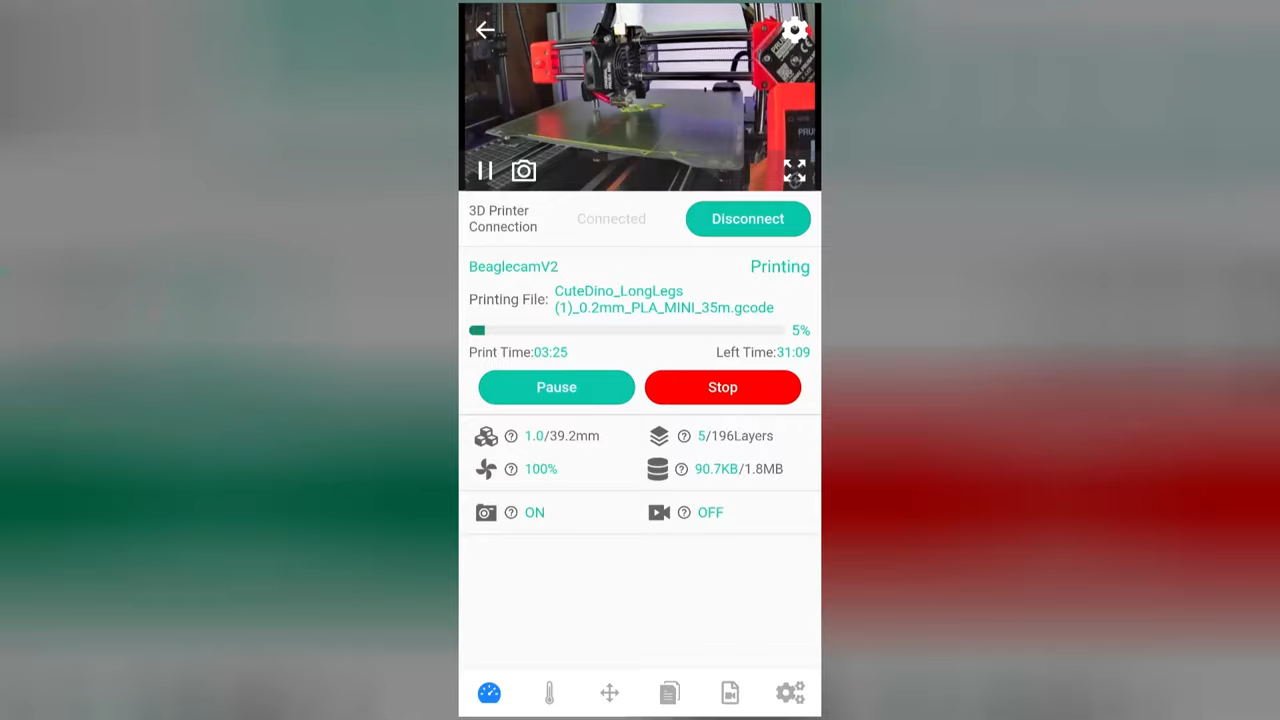 3D Printer
Connection
Connected
Disconnect
BeaglecamV2
Printing
Printing File:
CuteDino_LongLegs
(1)_0.2mm_PLA_MINI_35m.gcode
5%
Print Time:03:25
Left Time:31:09
Pause
Stop
1.0/39.2mm
5/196Layers
100%
90.7KB/1.8MB
ON
OFF